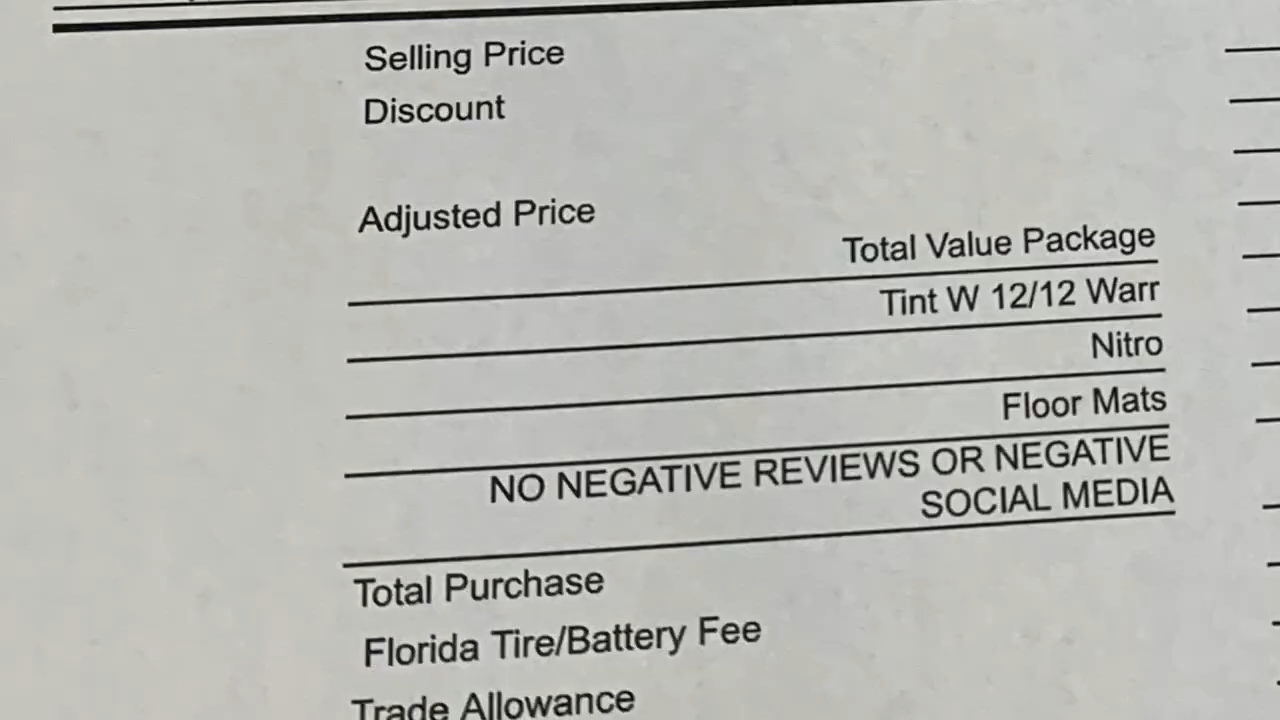 Selling Price
Discount
Adjusted Price
Total Value Package
Tint W 12/12 Warr
Nitro
Floor Mats
NO NEGATIVE REVIEWS OR NEGATIVE
SOCIAL MEDIA
Total Purchase
Florida Tire/Battery Fee
Trade Allowance